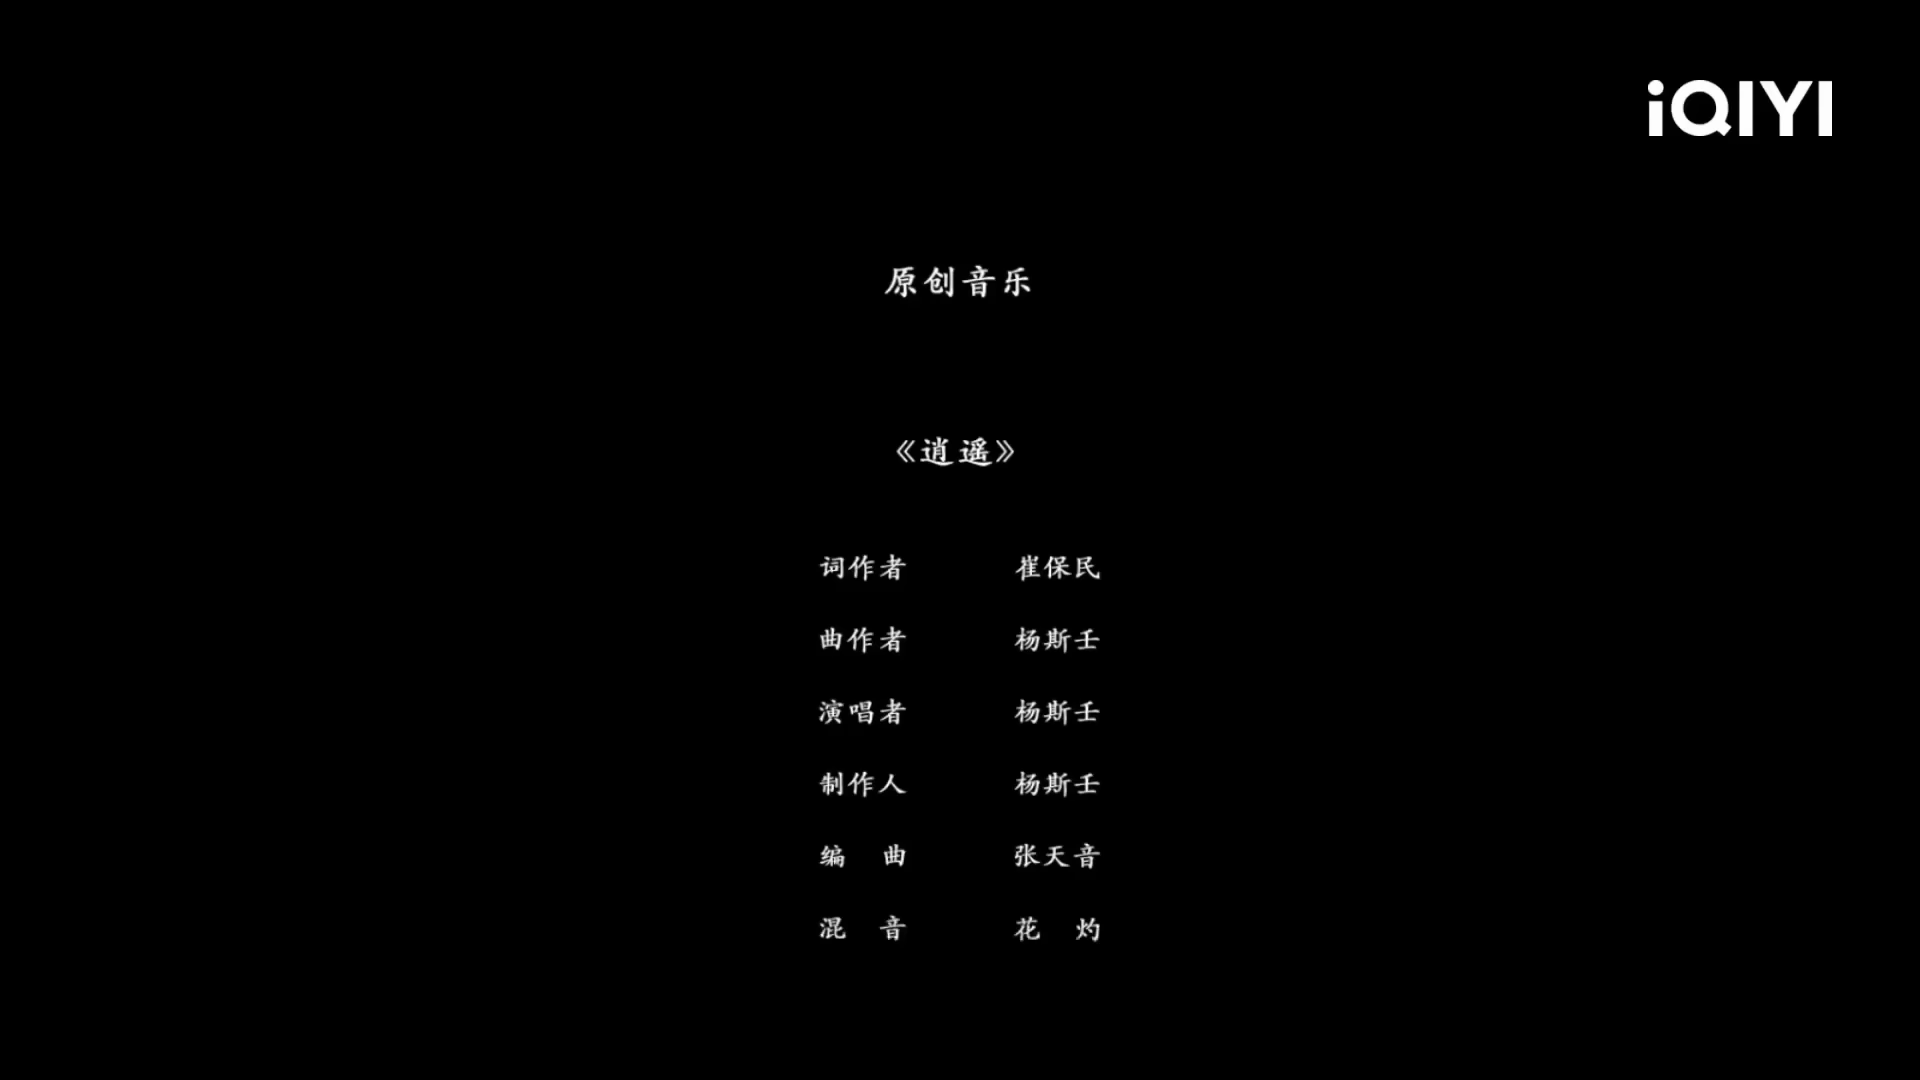 iQIYI
原创音乐
《逍遥》
词作者 崔保民
曲作者 杨斯壬
演唱者 杨斯壬
制作人 杨斯壬
编 曲 张天音
混 音 花 灼